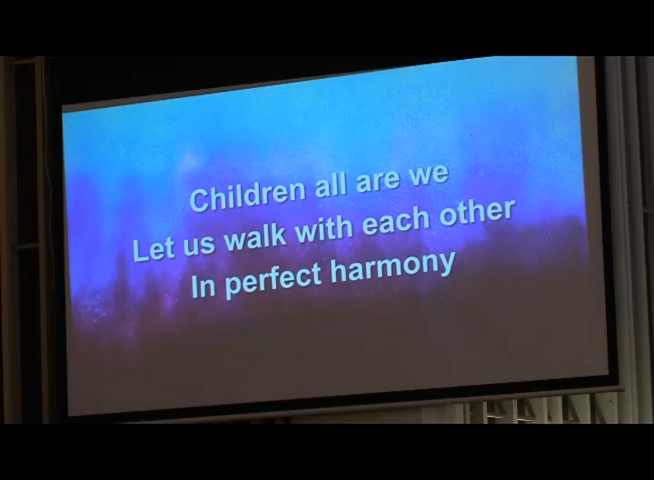 Children all are we
Let us walk with each other
In perfect harmony